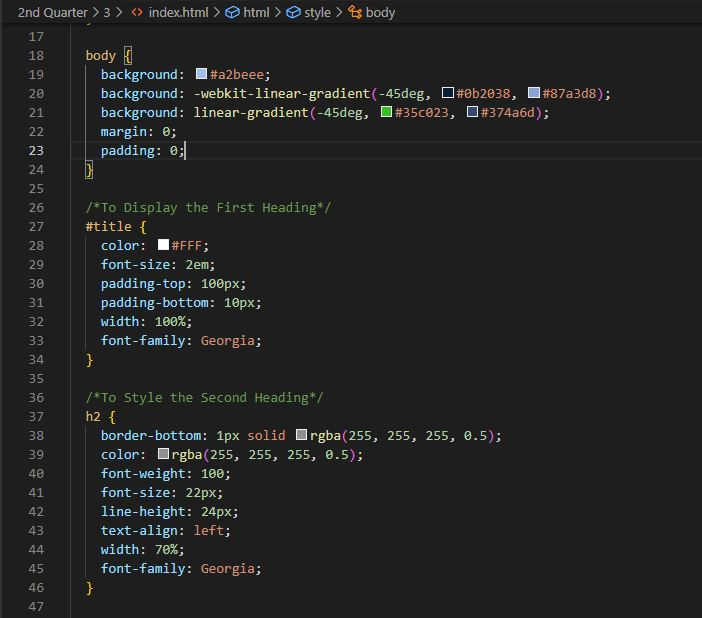 2nd Quarter > 3 > <> index.html > html > style > body
17
18 body {
19 background: #a2beee;
20 background: -webkit-linear-gradient(-45deg, #0b2038, #87a3d8);
21 background: linear-gradient(-45deg, #35c023, #374a6d);
22 margin: 0;
23 padding: 0;
24 }
25
26 /*To Display the First Heading*/
27 #title {
28 color: #FFF;
29 font-size: 2em;
30 padding-top: 100px;
31 padding-bottom: 10px;
32 width: 100%;
33 font-family: Georgia;
34 }
35
36 /*To Style the Second Heading*/
37 h2 {
38 border-bottom: 1px solid rgba(255, 255, 255, 0.5);
39 color: rgba(255, 255, 255, 0.5);
40 font-weight: 100;
41 font-size: 22px;
42 line-height: 24px;
43 text-align: left;
44 width: 70%;
45 font-family: Georgia;
46 }
47